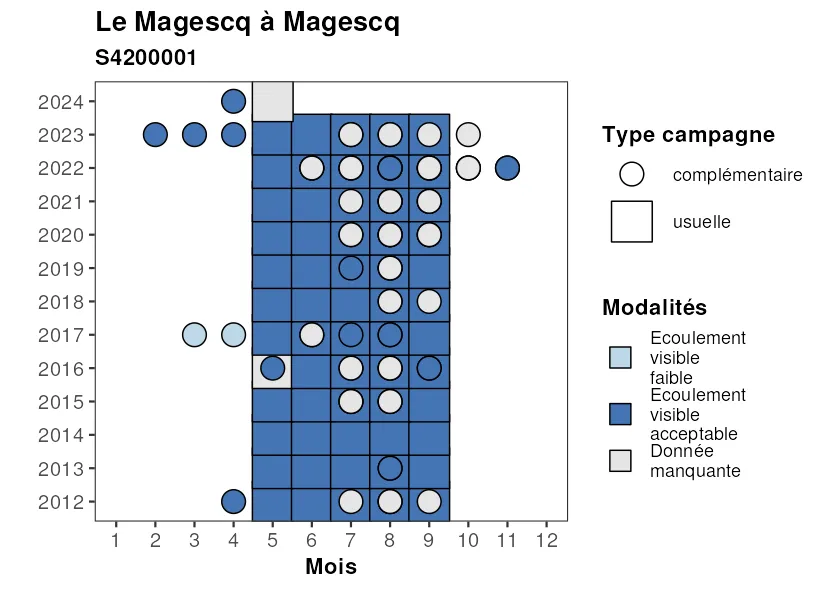 Le Magescq à Magescq
S4200001
2024
2023
2022
2021
2020
2019
2018
2017
2016
2015
2014
2013
2012
1 2 3 4 5 6 7 8 9 10 11 12
Mois
Type campagne
complémentaire
usuelle
Modalités
Ecoulement
visible
faible
Ecoulement
visible
acceptable
Donnée
manquante